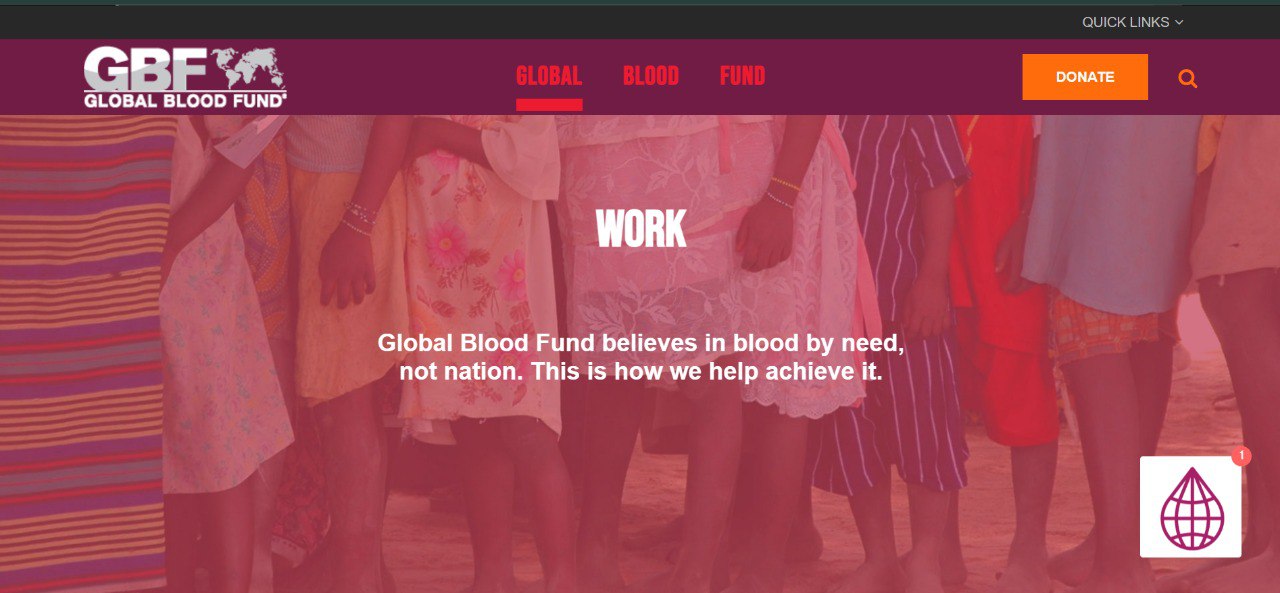 QUICK LINKS
GBF
GLOBAL BLOOD FUND
GLOBAL BLOOD FUND
DONATE
WORK
Global Blood Fund believes in blood by need,
not nation. This is how we help achieve it.
1